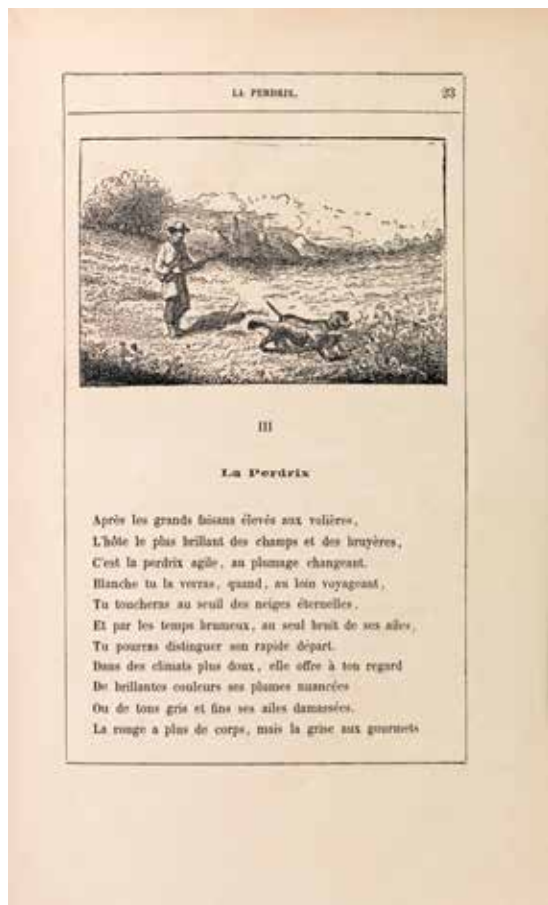 LA PERDRIX. 23
III
La Perdrix
Après les grands faisans élevés aux volières,
L'hôte le plus brillant des champs et des bruyères,
C'est la perdrix agile, au plumage changeant.
Blanche tu la verras, quand, au loin voyageant,
Tu toucheras au seuil des neiges éternelles,
Et par les temps brumeux, au seul bruit de ses ailes,
Tu pourras distinguer son rapide départ.
Dans des climats plus doux, elle offre à ton regard
De brillantes couleurs ses plumes nuancées
Ou de tons gris et fins ses ailes damassées.
La rouge a plus de corps, mais la grise aux gourmets